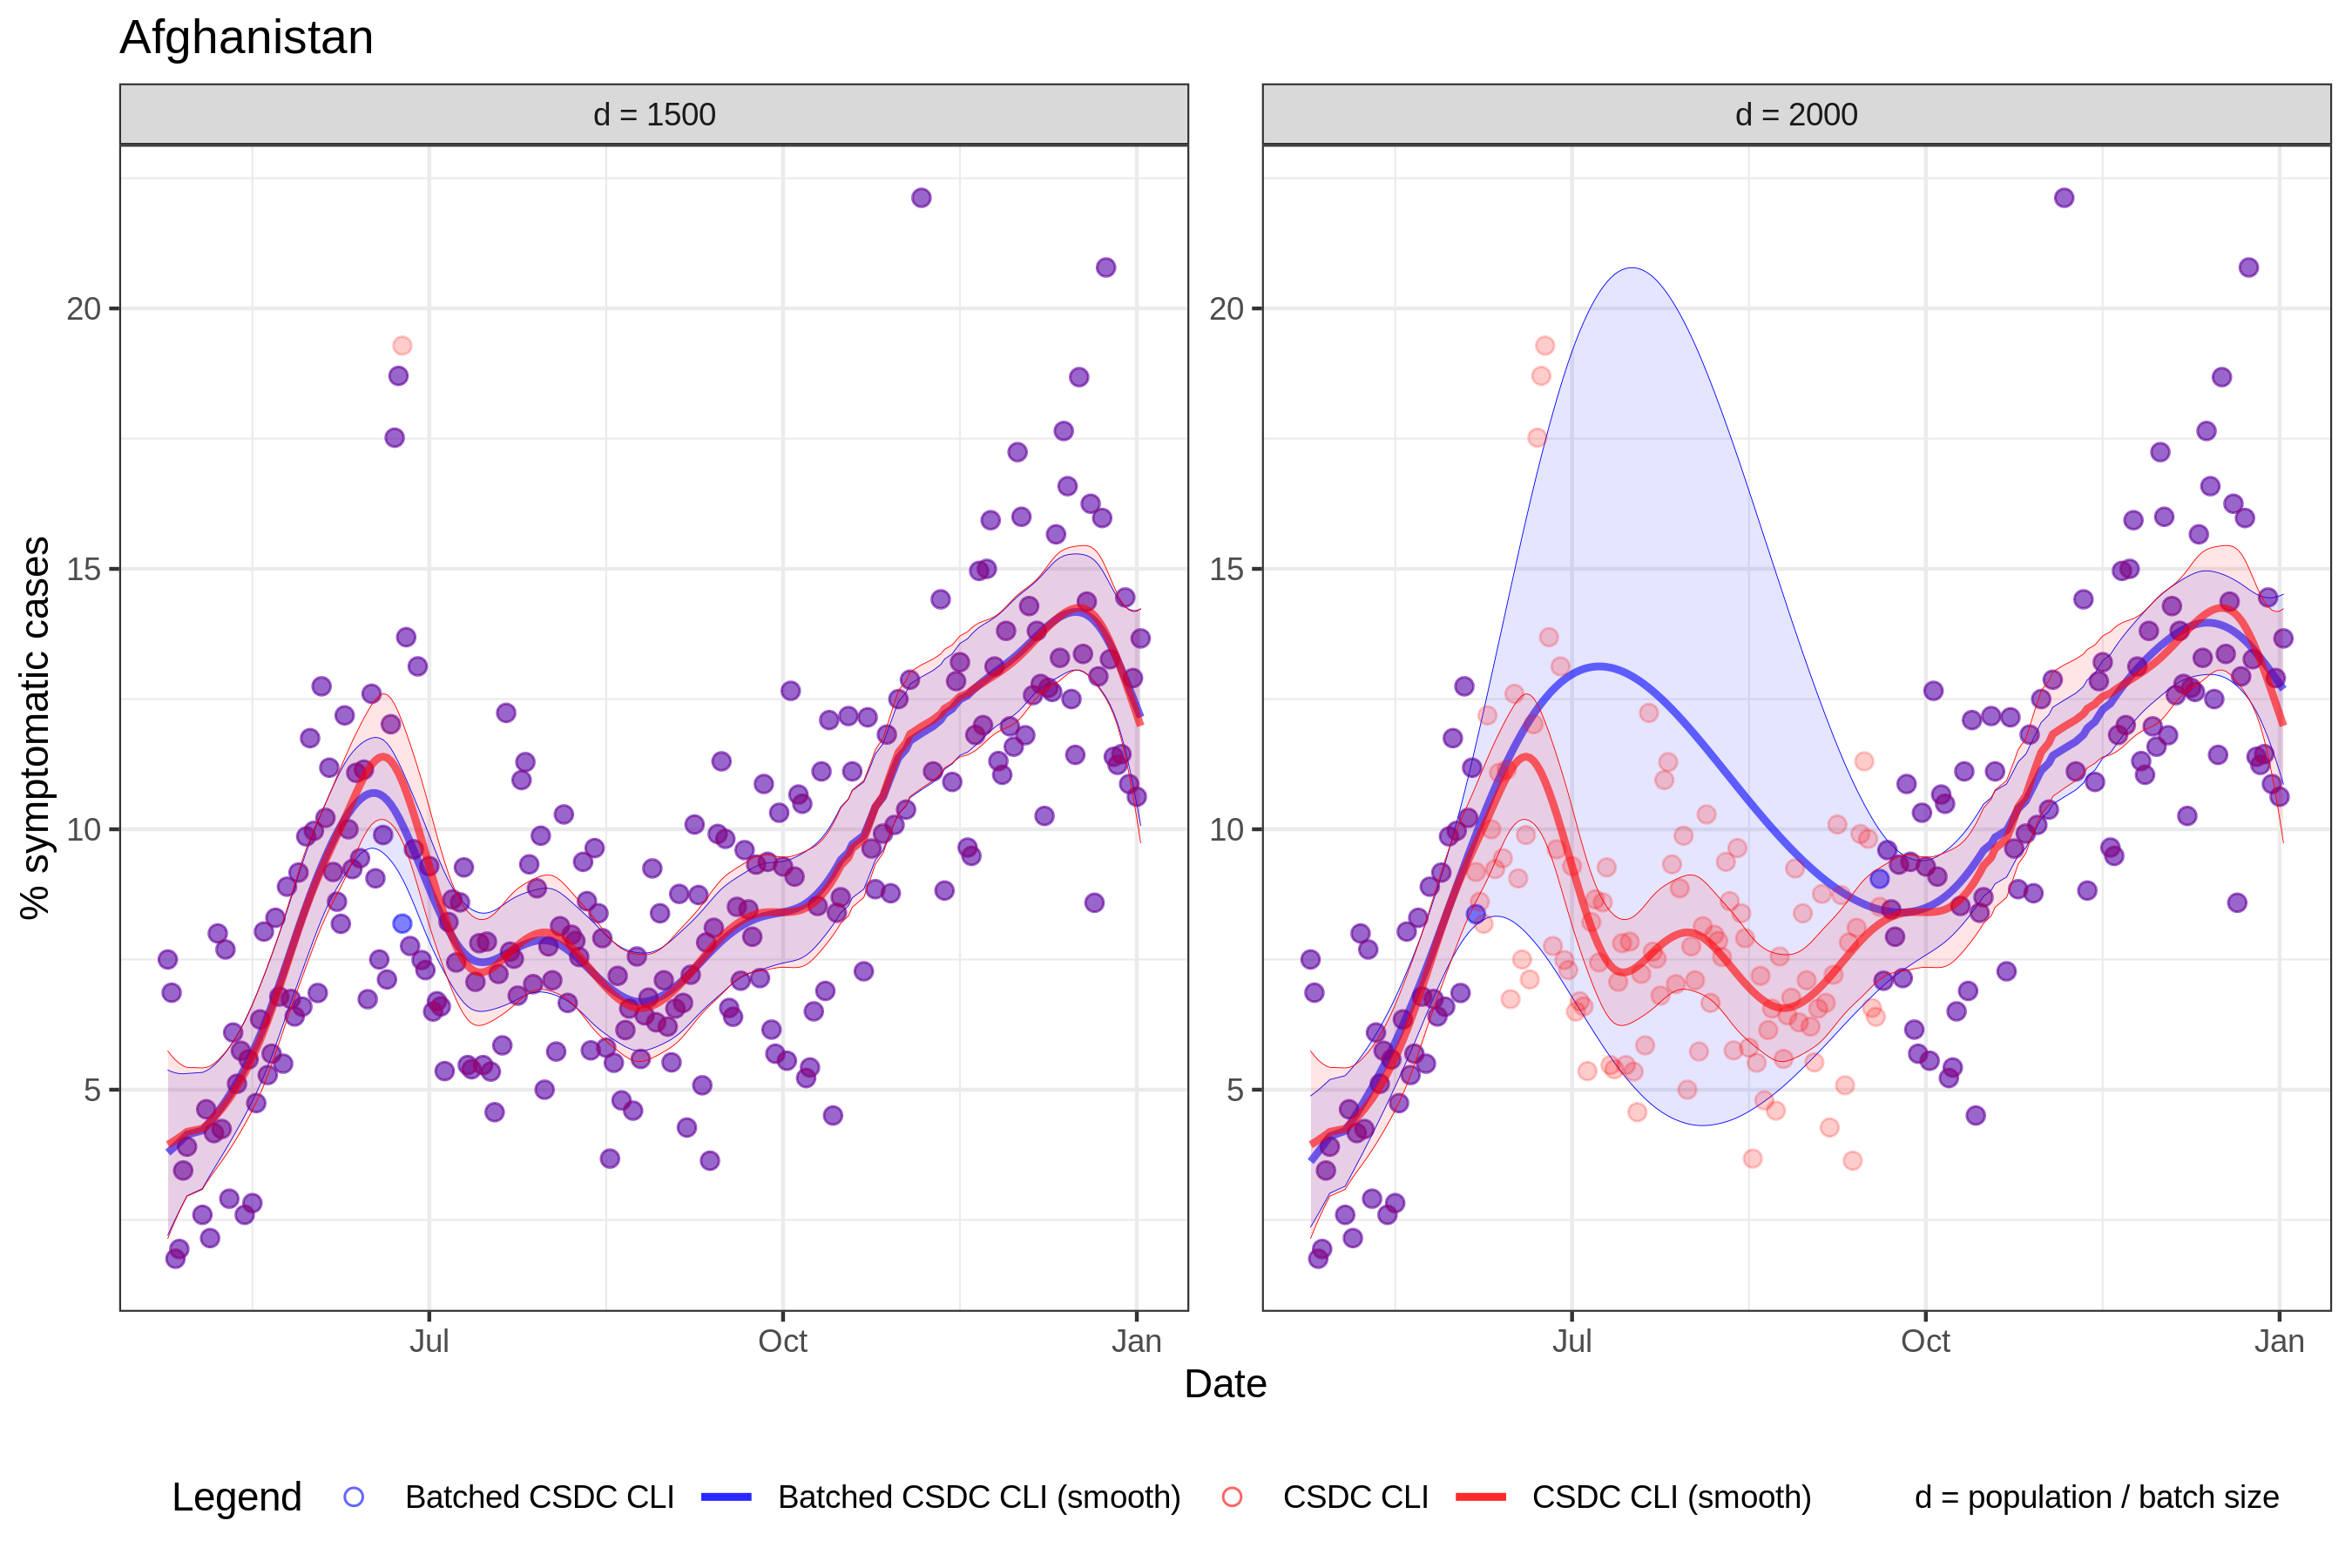 Afghanistan
d = 1500
d = 2000
% symptomatic cases
20
15
10
5
20
15
10
5
Jul
Oct
Jan
Jul
Oct
Jan
Date
Legend
Batched CSDC CLI
Batched CSDC CLI (smooth)
CSDC CLI
CSDC CLI (smooth)
d = population / batch size